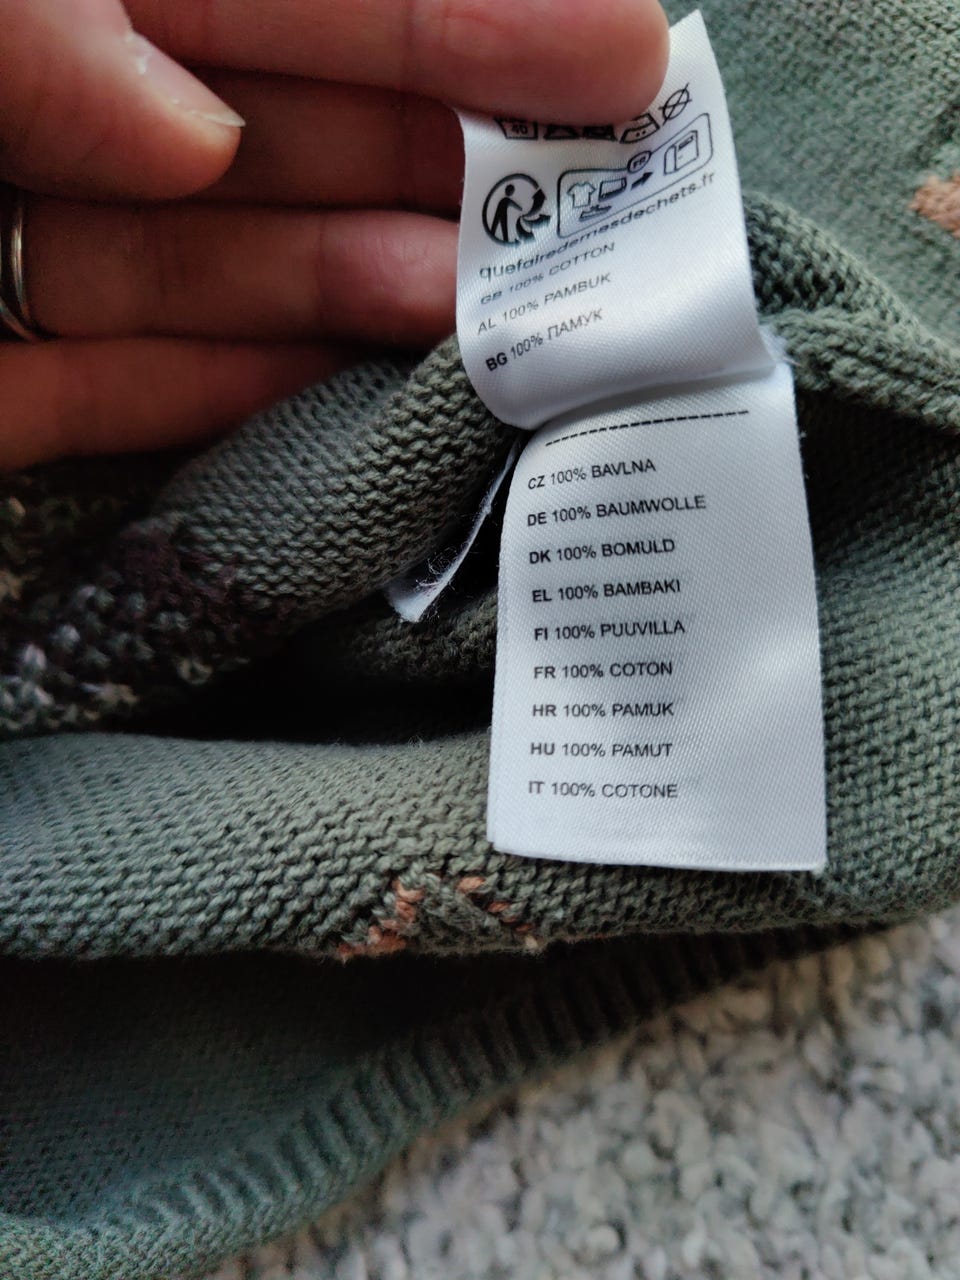 40
FR
quefairedemesdechets.fr
GB 100% COTTON
AL 100% PAMBUK
BG 100% ПАМУК
CZ 100% BAVLNA
DE 100% BAUMWOLLE
DK 100% BOMULD
EL 100% BAMBAKI
FI 100% PUUVILLA
FR 100% COTON
HR 100% PAMUK
HU 100% PAMUT
IT 100% COTONE